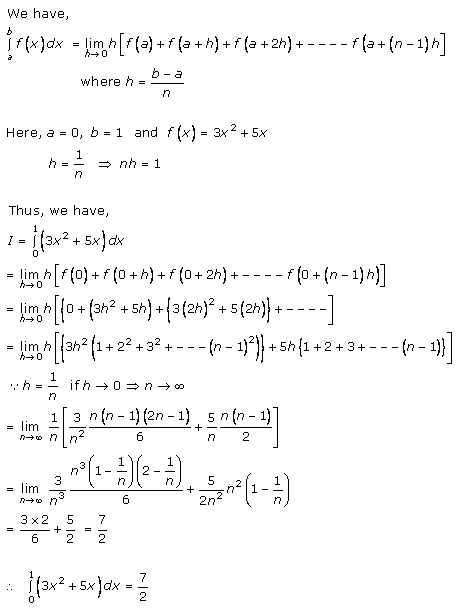 We have,
∫_a^b f(x)dx = lim_{h→0} h[f(a)+f(a+h)+f(a+2h)+----f{a+(n−1)h}]
where h = (b−a)/n
Here, a = 0, b = 1 and f(x) = 3x²+5x
h = 1/n ⇒ nh = 1
Thus, we have,
I = ∫_0^1 (3x²+5x)dx
= lim_{h→0} h[f(0)+f(0+h)+f(0+2h)+----f{0+(n−1)h}]
= lim_{h→0} h[{0+(3h²+5h)+{3(2h)²+5(2h)}+----]
= lim_{h→0} h[{3h²(1+2²+3²+---(n−1)²)}+5h{1+2+3+---(n−1)}]
∵ h = 1/n if h → 0 ⇒ n → ∞
= lim_{n→∞} 1/n[3/n² n(n−1)(2n−1)/6 + 5/n n(n−1)/2]
= lim_{n→∞} 3/n³ n³(1−1/n)(2−1/n)/6 + 5/2n² n²(1−1/n)
= 3×2/6 + 5/2 = 7/2
∴ ∫_0^1 (3x²+5x)dx = 7/2